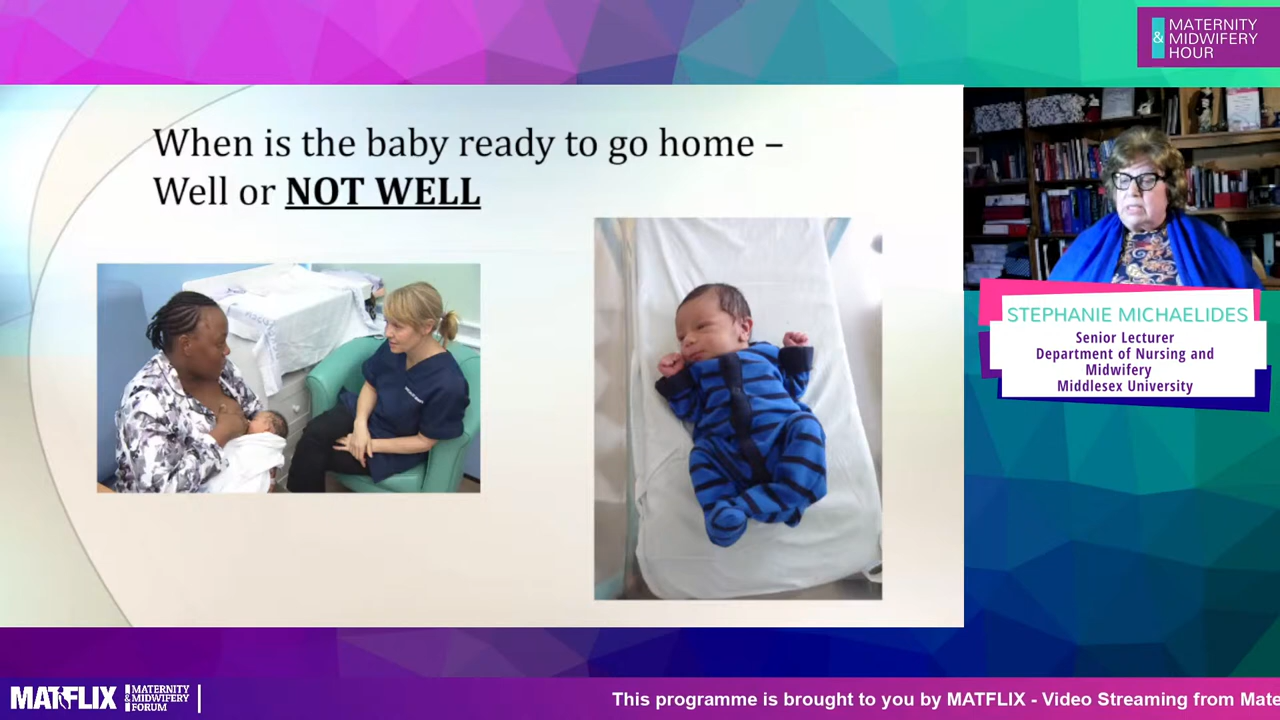 & MATERNITY
MIDWIFERY
HOUR
When is the baby ready to go home –
Well or NOT WELL
STEPHANIE MICHAELIDES
Senior Lecturer
Department of Nursing and
Midwifery
Middlesex University
MATFLIX
MATERNITY
& MIDWIFERY
FORUM
This programme is brought to you by MATFLIX - Video Streaming from Mate